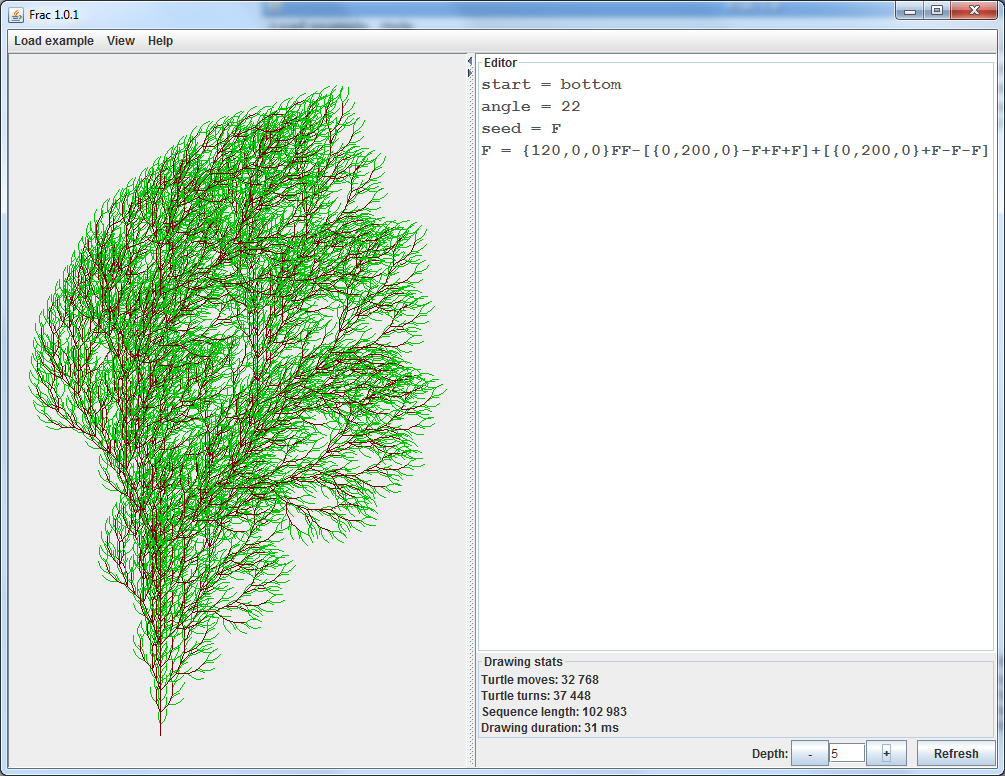 Frac 1.0.1
Load example View Help
Editor
start = bottom
angle = 22
seed = F
F = {120,0,0}FF-[{0,200,0}-F+F+F]+[{0,200,0}+F-F-F]
Drawing stats
Turtle moves: 32 768
Turtle turns: 37 448
Sequence length: 102 983
Drawing duration: 31 ms
Depth: - 5 + Refresh